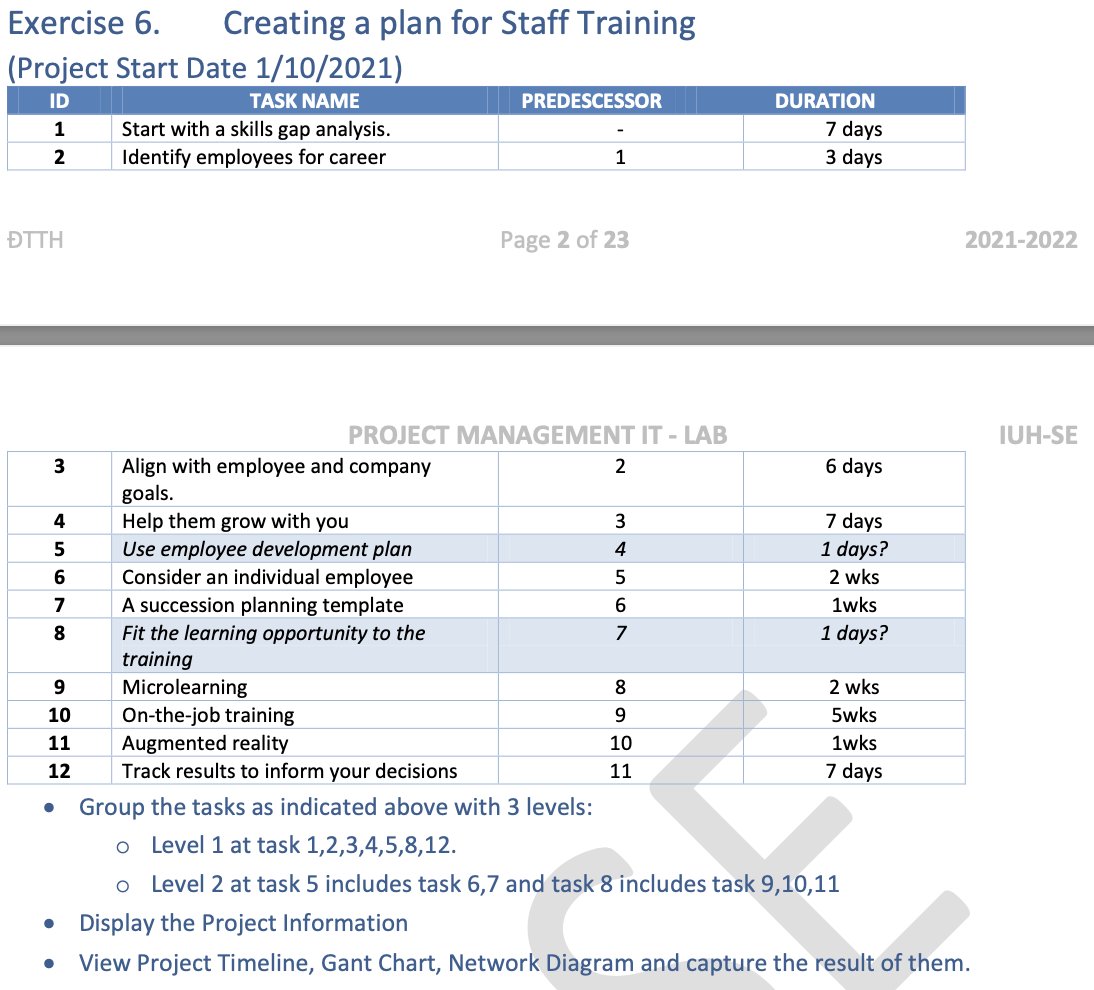 Exercise 6. Creating a plan for Staff Training
(Project Start Date 1/10/2021)
ID TASK NAME PREDESCESSOR DURATION
1 Start with a skills gap analysis. - 7 days
2 Identify employees for career 1 3 days
ĐTTH Page 2 of 23 2021-2022
PROJECT MANAGEMENT IT - LAB IUH-SE
3 Align with employee and company 2 6 days
goals.
4 Help them grow with you 3 7 days
5 Use employee development plan 4 1 days?
6 Consider an individual employee 5 2 wks
7 A succession planning template 6 1wks
8 Fit the learning opportunity to the 7 1 days?
training
9 Microlearning 8 2 wks
10 On-the-job training 9 5wks
11 Augmented reality 10 1wks
12 Track results to inform your decisions 11 7 days
• Group the tasks as indicated above with 3 levels:
o Level 1 at task 1,2,3,4,5,8,12.
o Level 2 at task 5 includes task 6,7 and task 8 includes task 9,10,11
• Display the Project Information
• View Project Timeline, Gant Chart, Network Diagram and capture the result of them.
SE